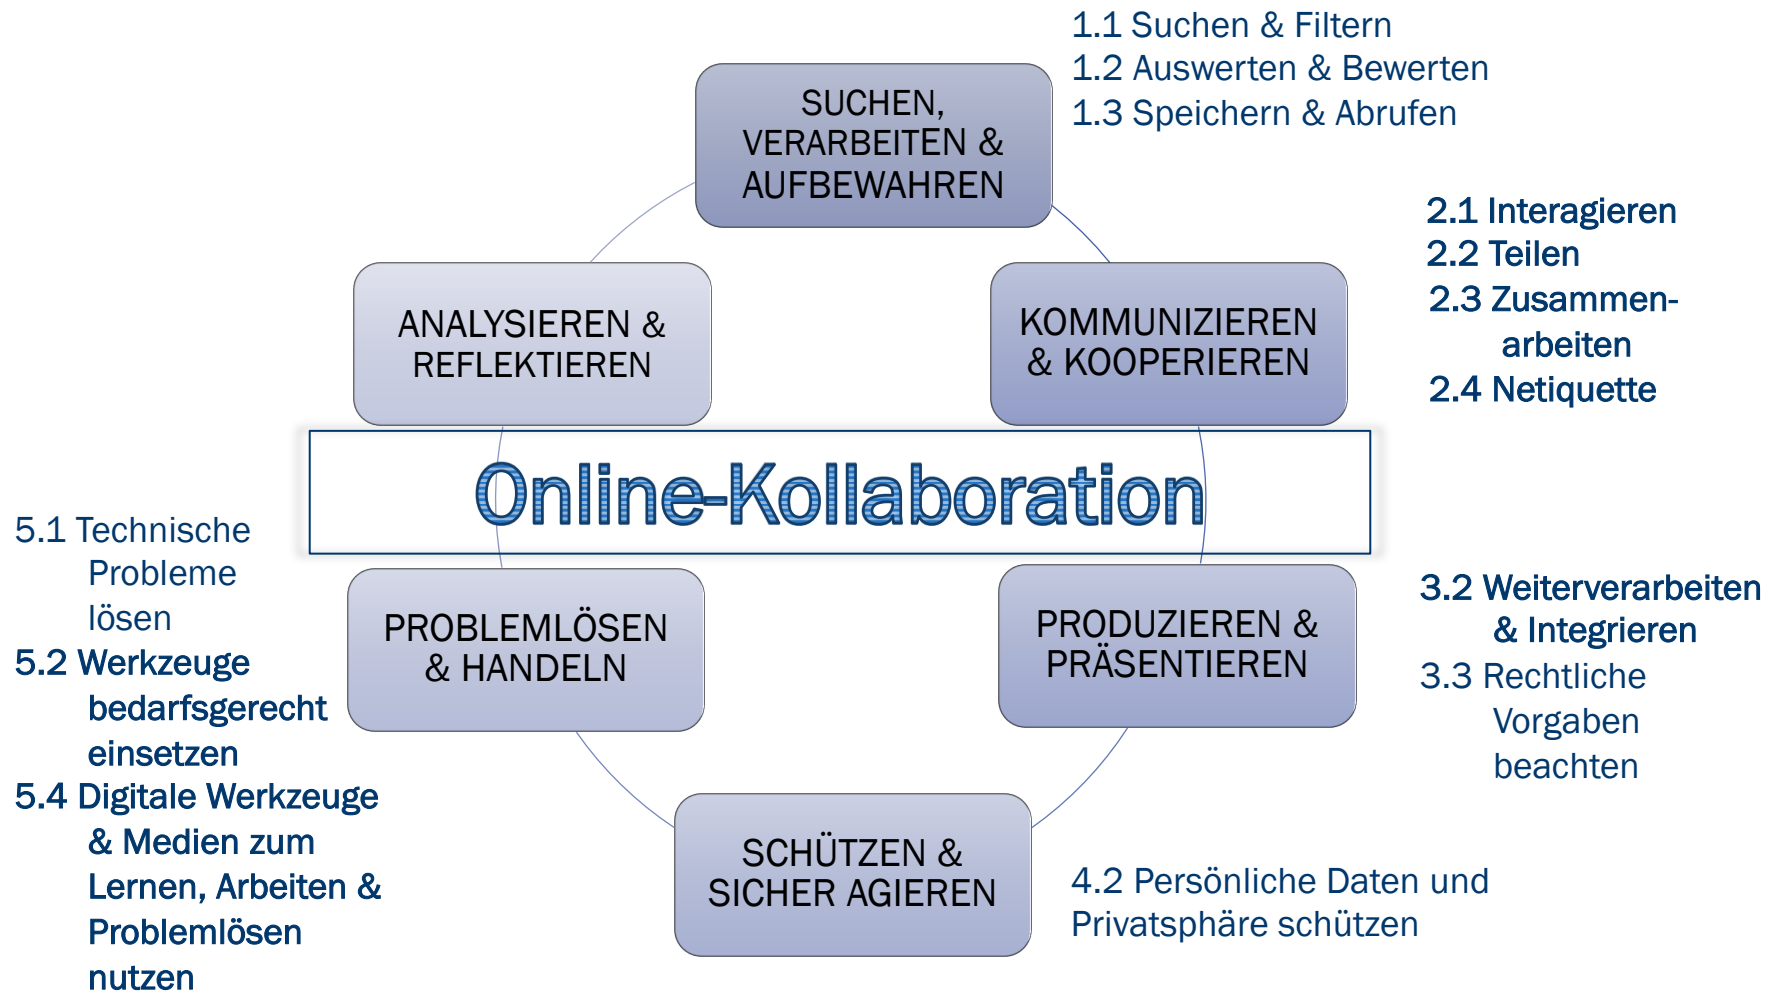 1.1 Suchen & Filtern
1.2 Auswerten & Bewerten
1.3 Speichern & Abrufen
SUCHEN,
VERARBEITEN &
AUFBEWAHREN
2.1 Interagieren
2.2 Teilen
2.3 Zusammen-
arbeiten
2.4 Netiquette
KOMMUNIZIEREN
& KOOPERIEREN
ANALYSIEREN &
REFLEKTIEREN
Online-Kollaboration
5.1 Technische
Probleme
lösen
5.2 Werkzeuge
bedarfsgerecht
einsetzen
5.4 Digitale Werkzeuge
& Medien zum
Lernen, Arbeiten &
Problemlösen
nutzen
PROBLEMLÖSEN
& HANDELN
PRODUZIEREN &
PRÄSENTIEREN
3.2 Weiterverarbeiten
& Integrieren
3.3 Rechtliche
Vorgaben
beachten
SCHÜTZEN &
SICHER AGIEREN
4.2 Persönliche Daten und
Privatsphäre schützen